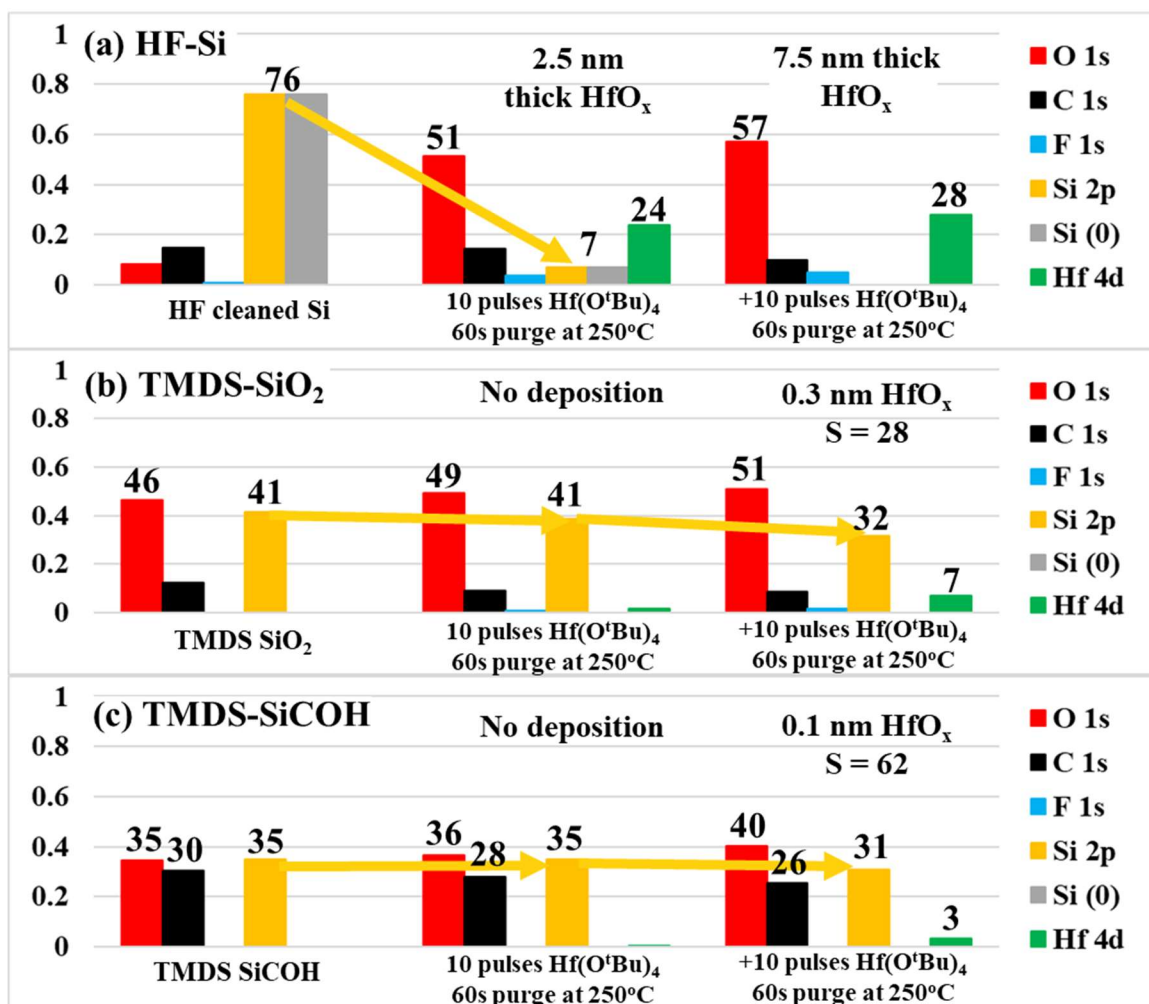 (a) HF-Si
1
0.8
0.6
0.4
0.2
0
76
2.5 nm
thick HfOₓ
7.5 nm thick
HfOₓ
51
7
24
57
28
HF cleaned Si
10 pulses Hf(OᵗBu)₄
60s purge at 250°C
+10 pulses Hf(OᵗBu)₄
60s purge at 250°C
O 1s
C 1s
F 1s
Si 2p
Si (0)
Hf 4d
(b) TMDS-SiO₂
1
0.8
0.6
0.4
0.2
0
No deposition
0.3 nm HfOₓ
S = 28
46
41
49
41
51
32
7
TMDS SiO₂
10 pulses Hf(OᵗBu)₄
60s purge at 250°C
+10 pulses Hf(OᵗBu)₄
60s purge at 250°C
O 1s
C 1s
F 1s
Si 2p
Si (0)
Hf 4d
(c) TMDS-SiCOH
1
0.8
0.6
0.4
0.2
0
No deposition
0.1 nm HfOₓ
S = 62
35
30
35
36
28
35
40
26
31
3
TMDS SiCOH
10 pulses Hf(OᵗBu)₄
60s purge at 250°C
+10 pulses Hf(OᵗBu)₄
60s purge at 250°C
O 1s
C 1s
F 1s
Si 2p
Si (0)
Hf 4d